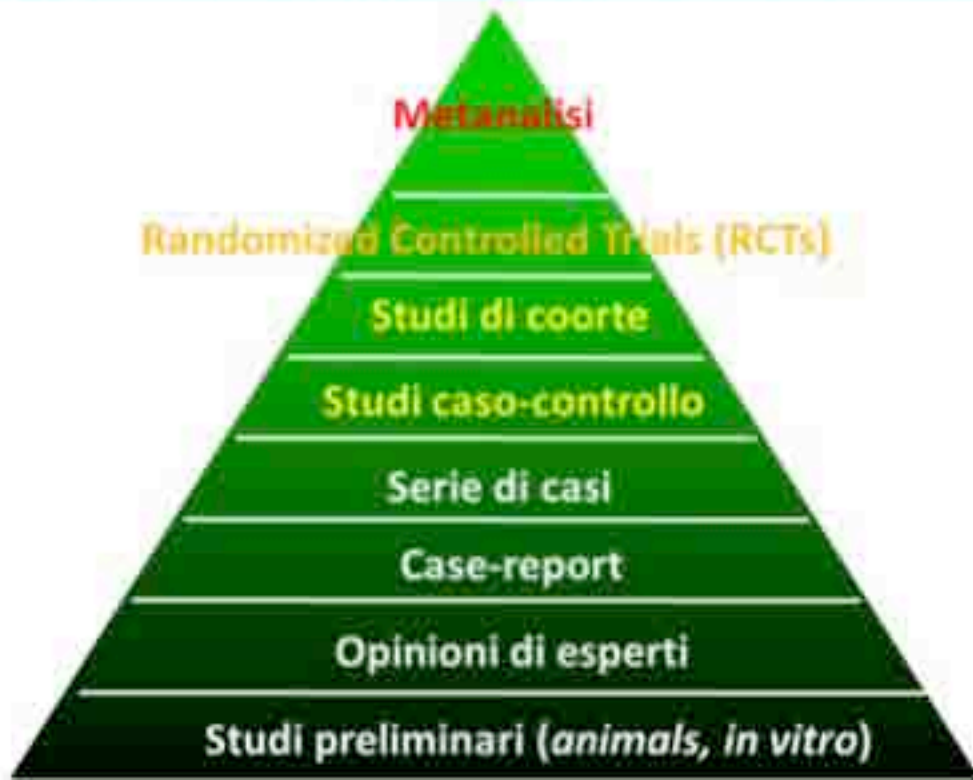 Metanalisi
Randomized Controlled Trials (RCTs)
Studi di coorte
Studi caso-controllo
Serie di casi
Case-report
Opinioni di esperti
Studi preliminari (animals, in vitro)